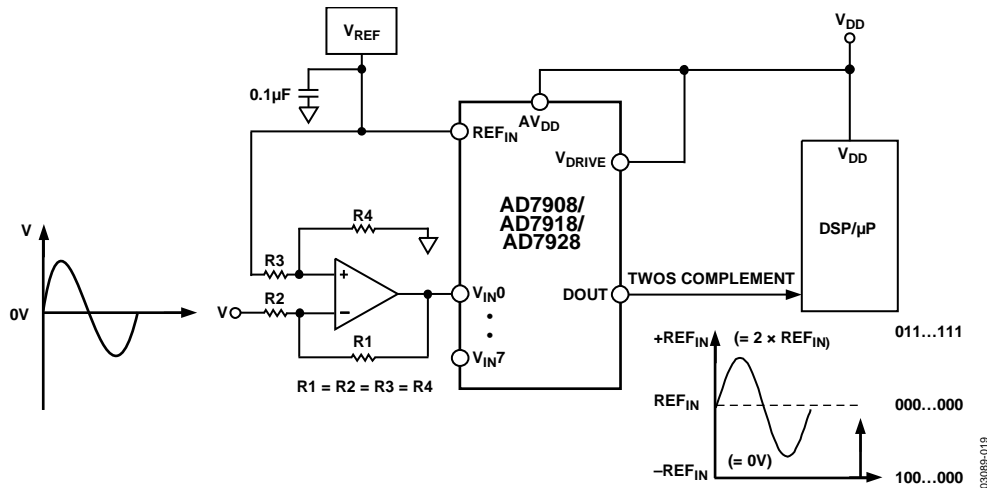 VREF
VDD
0.1µF
AVDD
REFIN
VDRIVE
VDD
AD7908/
AD7918/
AD7928
DSP/µP
V
R4
R3
0V
V
R2
+
–
VIN0
DOUT
TWOS COMPLEMENT
R1
VIN7
R1 = R2 = R3 = R4
+REFIN
(= 2 × REFIN)
011…111
REFIN
000…000
–REFIN
(= 0V)
100…000
03089-019